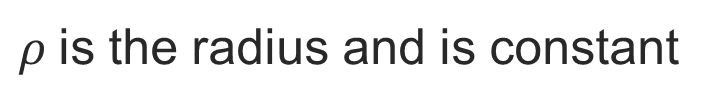 ρ is the radius and is constant